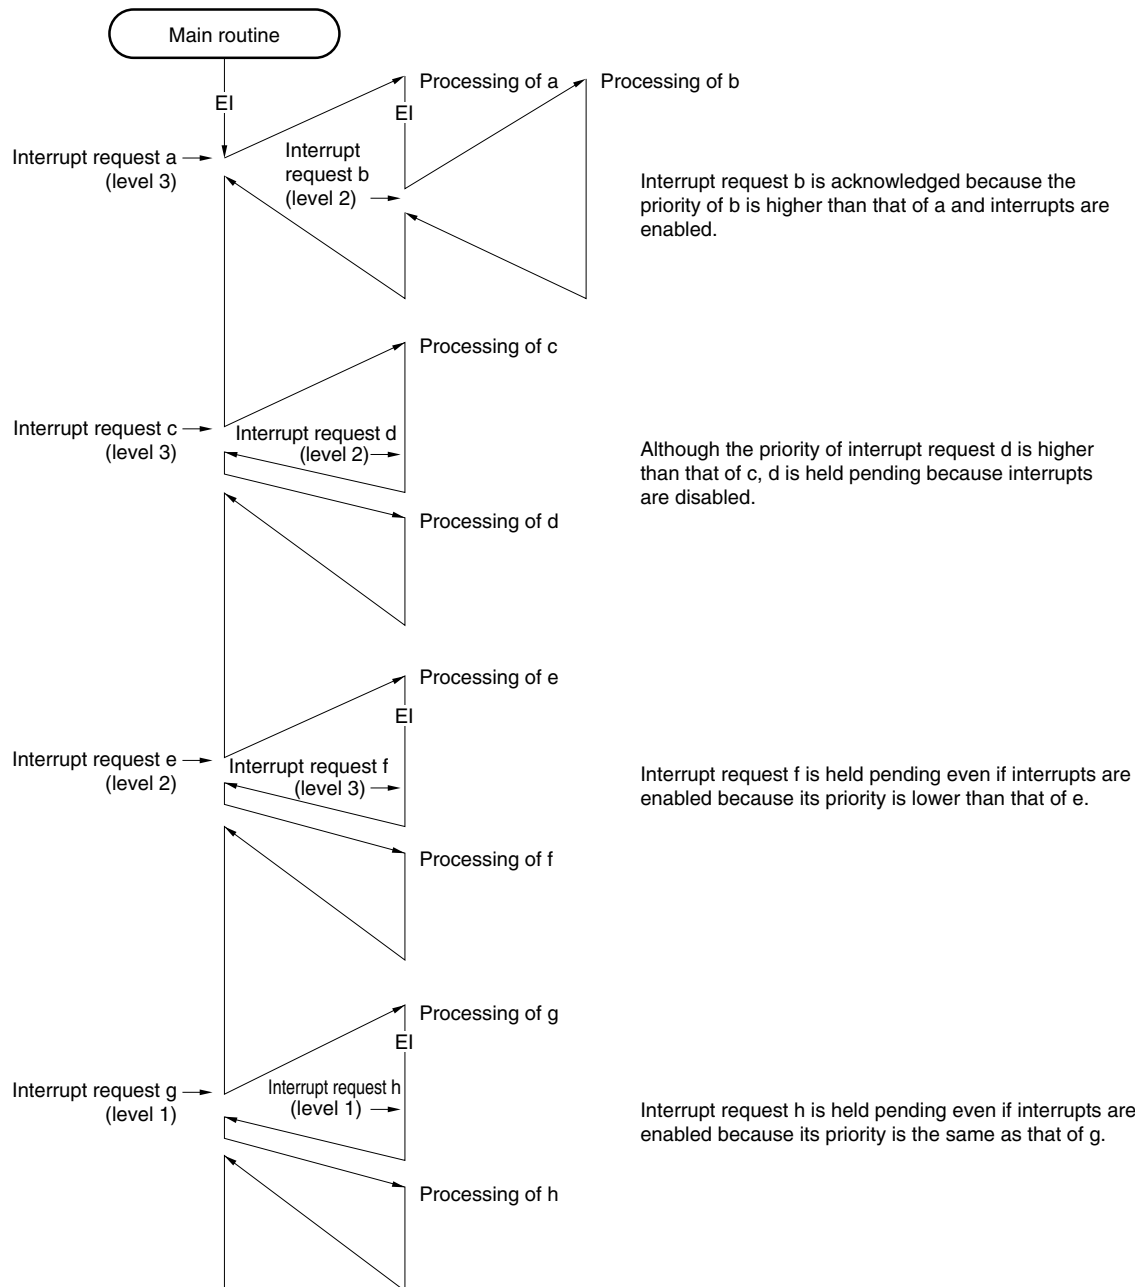 Main routine
EI
Processing of a
Processing of b
EI
Interrupt request a
(level 3)
Interrupt
request b
(level 2)
Interrupt request b is acknowledged because the
priority of b is higher than that of a and interrupts are
enabled.
Processing of c
Interrupt request c
(level 3)
Interrupt request d
(level 2)
Although the priority of interrupt request d is higher
than that of c, d is held pending because interrupts
are disabled.
Processing of d
Processing of e
EI
Interrupt request e
(level 2)
Interrupt request f
(level 3)
Interrupt request f is held pending even if interrupts are
enabled because its priority is lower than that of e.
Processing of f
Processing of g
EI
Interrupt request g
(level 1)
Interrupt request h
(level 1)
Interrupt request h is held pending even if interrupts are
enabled because its priority is the same as that of g.
Processing of h